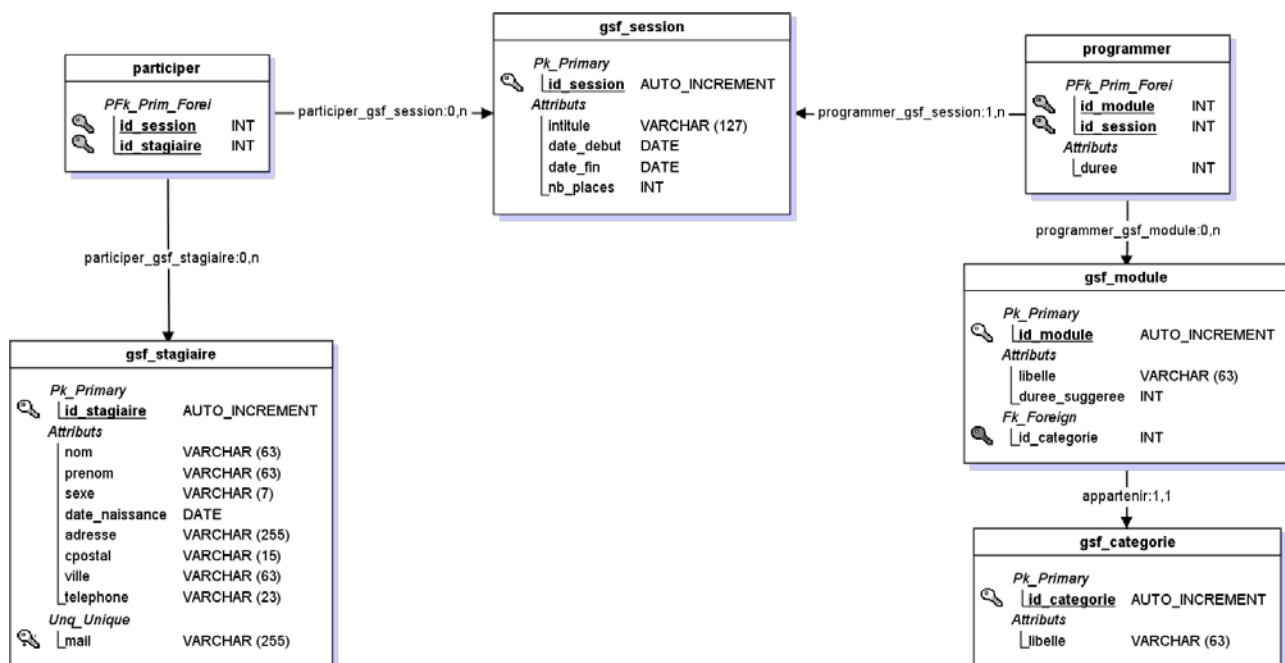 gsf_session
Pk_Primary
id_session AUTO_INCREMENT
Attributs
intitule VARCHAR (127)
date_debut DATE
date_fin DATE
nb_places INT
participer
PFk_Prim_Forei
id_session INT
id_stagiaire INT
participer_gsf_session:0,n
programmer_gsf_session:1,n
programmer
PFk_Prim_Forei
id_module INT
id_session INT
Attributs
duree INT
participer_gsf_stagiaire:0,n
programmer_gsf_module:0,n
gsf_stagiaire
Pk_Primary
id_stagiaire AUTO_INCREMENT
Attributs
nom VARCHAR (63)
prenom VARCHAR (63)
sexe VARCHAR (7)
date_naissance DATE
adresse VARCHAR (255)
cpostal VARCHAR (15)
ville VARCHAR (63)
telephone VARCHAR (23)
Unq_Unique
mail VARCHAR (255)
gsf_module
Pk_Primary
id_module AUTO_INCREMENT
Attributs
libelle VARCHAR (63)
duree_suggeree INT
Fk_Foreign
id_categorie INT
appartenir:1,1
gsf_categorie
Pk_Primary
id_categorie AUTO_INCREMENT
Attributs
libelle VARCHAR (63)